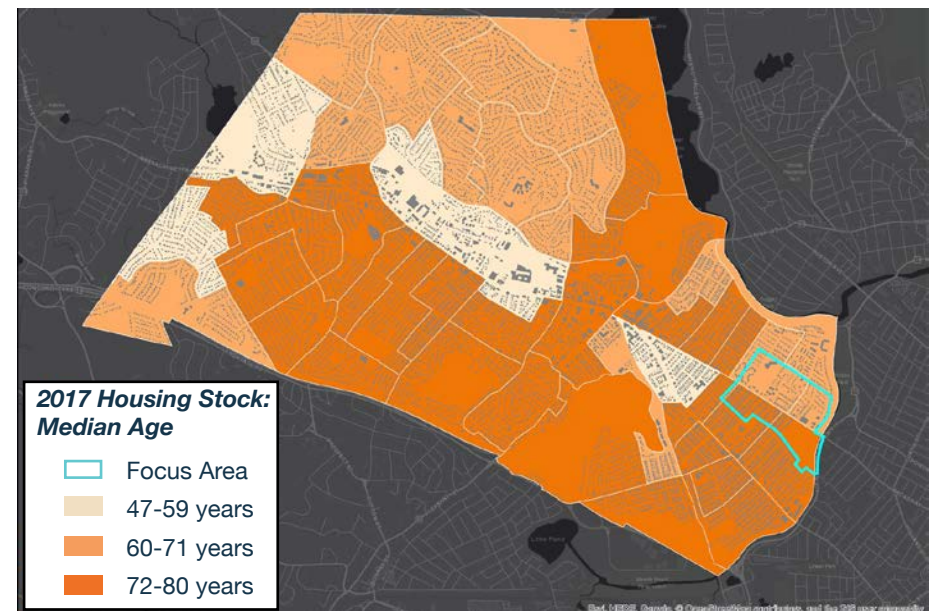 2017 Housing Stock:
Median Age
Focus Area
47-59 years
60-71 years
72-80 years